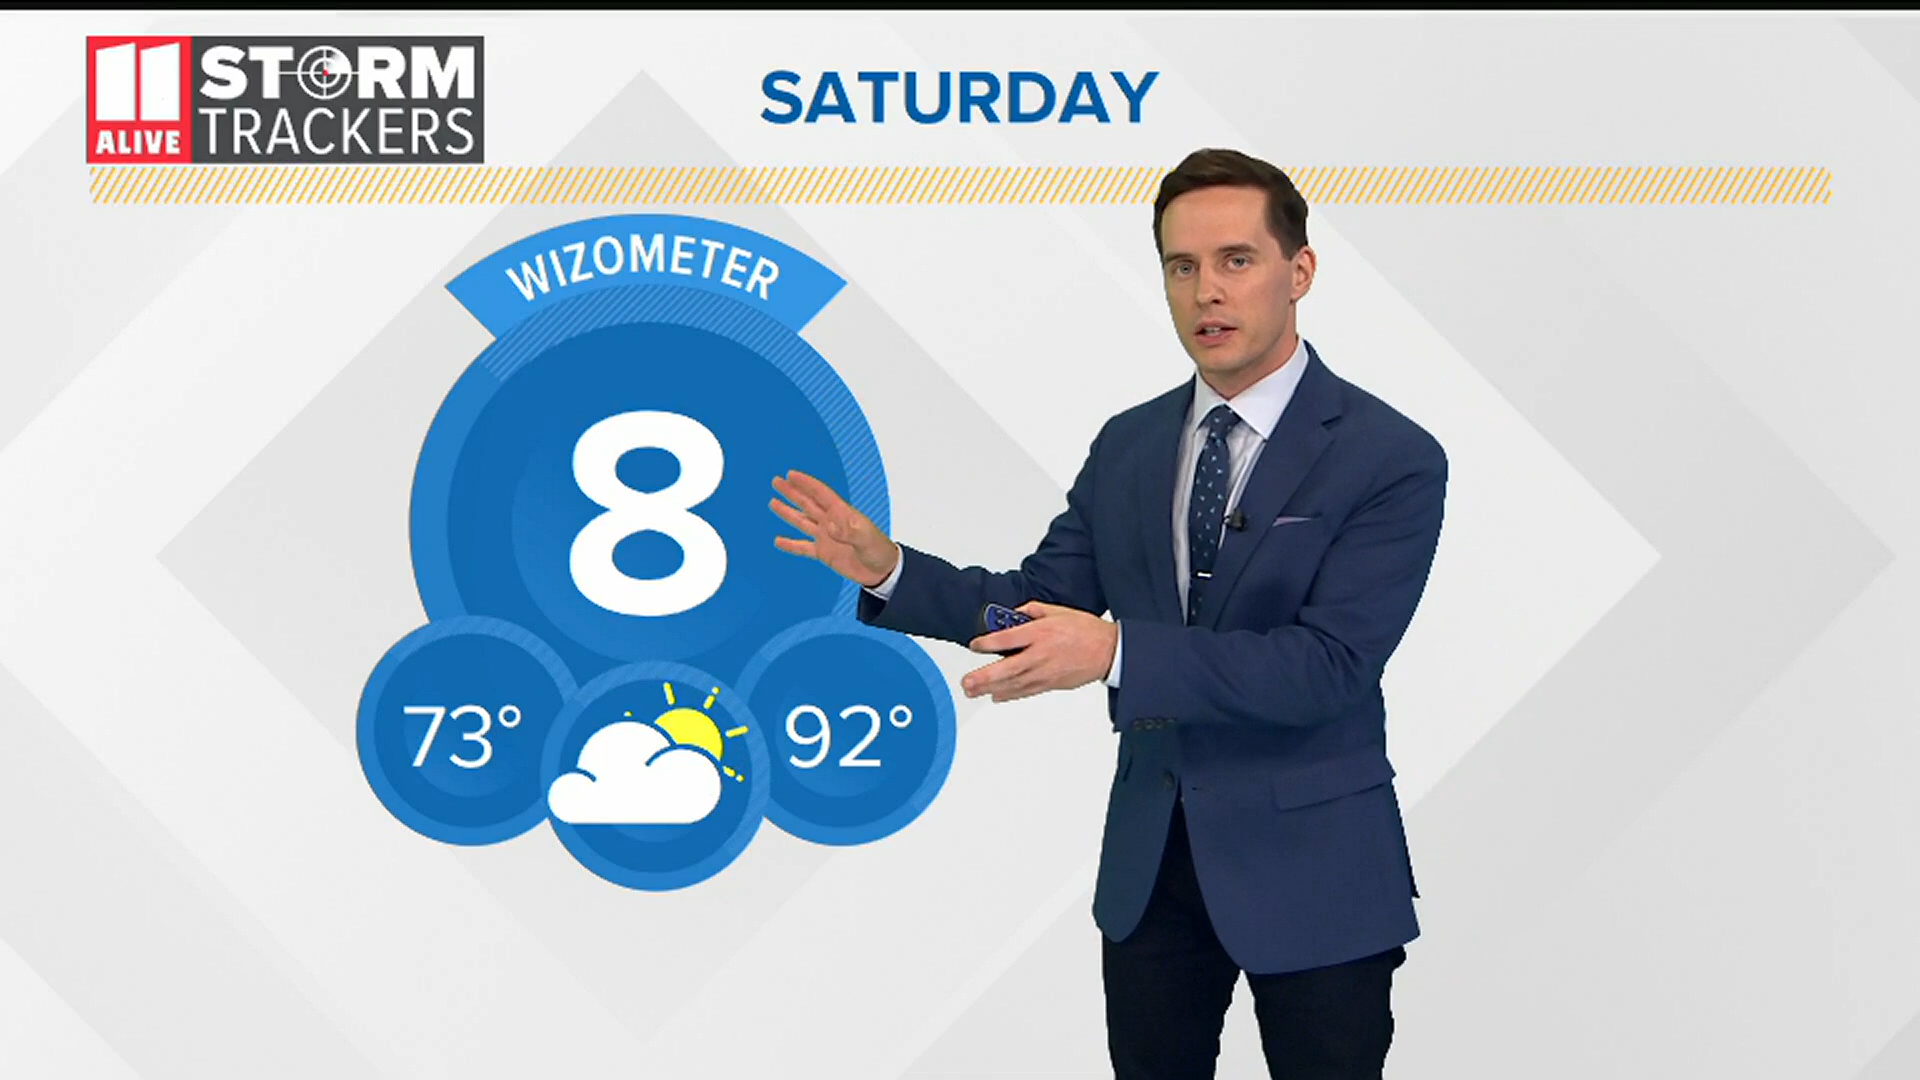 11
ALIVE
STORM
TRACKERS
SATURDAY
WIZOMETER
8
73°
92°